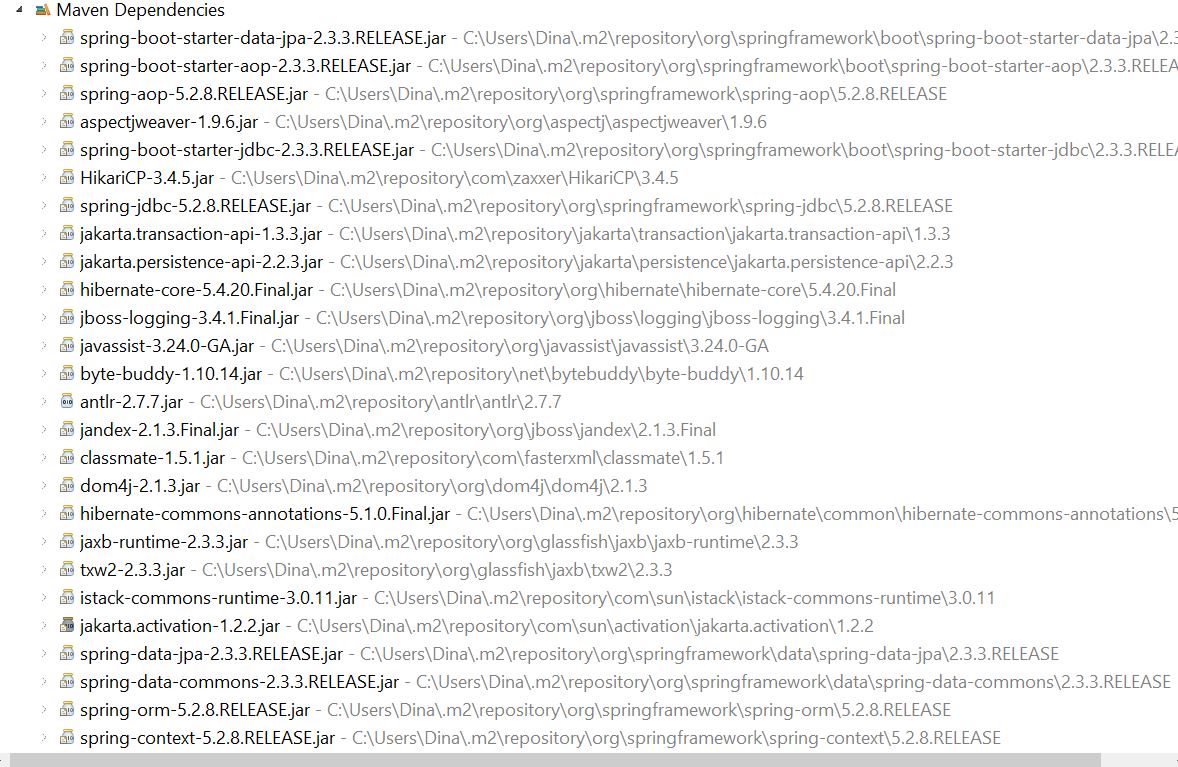 Maven Dependencies
spring-boot-starter-data-jpa-2.3.3.RELEASE.jar - C:\Users\Dina\.m2\repository\org\springframework\boot\spring-boot-starter-data-jpa\2.3
spring-boot-starter-aop-2.3.3.RELEASE.jar - C:\Users\Dina\.m2\repository\org\springframework\boot\spring-boot-starter-aop\2.3.3.RELEA
spring-aop-5.2.8.RELEASE.jar - C:\Users\Dina\.m2\repository\org\springframework\spring-aop\5.2.8.RELEASE
aspectjweaver-1.9.6.jar - C:\Users\Dina\.m2\repository\org\aspectj\aspectjweaver\1.9.6
spring-boot-starter-jdbc-2.3.3.RELEASE.jar - C:\Users\Dina\.m2\repository\org\springframework\boot\spring-boot-starter-jdbc\2.3.3.RELEA
HikariCP-3.4.5.jar - C:\Users\Dina\.m2\repository\com\zaxxer\HikariCP\3.4.5
spring-jdbc-5.2.8.RELEASE.jar - C:\Users\Dina\.m2\repository\org\springframework\spring-jdbc\5.2.8.RELEASE
jakarta.transaction-api-1.3.3.jar - C:\Users\Dina\.m2\repository\jakarta\transaction\jakarta.transaction-api\1.3.3
jakarta.persistence-api-2.2.3.jar - C:\Users\Dina\.m2\repository\jakarta\persistence\jakarta.persistence-api\2.2.3
hibernate-core-5.4.20.Final.jar - C:\Users\Dina\.m2\repository\org\hibernate\hibernate-core\5.4.20.Final
jboss-logging-3.4.1.Final.jar - C:\Users\Dina\.m2\repository\org\jboss\logging\jboss-logging\3.4.1.Final
javassist-3.24.0-GA.jar - C:\Users\Dina\.m2\repository\org\javassist\javassist\3.24.0-GA
byte-buddy-1.10.14.jar - C:\Users\Dina\.m2\repository\net\bytebuddy\byte-buddy\1.10.14
antlr-2.7.7.jar - C:\Users\Dina\.m2\repository\antlr\antlr\2.7.7
jandex-2.1.3.Final.jar - C:\Users\Dina\.m2\repository\org\jboss\jandex\2.1.3.Final
classmate-1.5.1.jar - C:\Users\Dina\.m2\repository\com\fasterxml\classmate\1.5.1
dom4j-2.1.3.jar - C:\Users\Dina\.m2\repository\org\dom4j\dom4j\2.1.3
hibernate-commons-annotations-5.1.0.Final.jar - C:\Users\Dina\.m2\repository\org\hibernate\common\hibernate-commons-annotations\5
jaxb-runtime-2.3.3.jar - C:\Users\Dina\.m2\repository\org\glassfish\jaxb\jaxb-runtime\2.3.3
txw2-2.3.3.jar - C:\Users\Dina\.m2\repository\org\glassfish\jaxb\txw2\2.3.3
istack-commons-runtime-3.0.11.jar - C:\Users\Dina\.m2\repository\com\sun\istack\istack-commons-runtime\3.0.11
jakarta.activation-1.2.2.jar - C:\Users\Dina\.m2\repository\com\sun\activation\jakarta.activation\1.2.2
spring-data-jpa-2.3.3.RELEASE.jar - C:\Users\Dina\.m2\repository\org\springframework\data\spring-data-jpa\2.3.3.RELEASE
spring-data-commons-2.3.3.RELEASE.jar - C:\Users\Dina\.m2\repository\org\springframework\data\spring-data-commons\2.3.3.RELEASE
spring-orm-5.2.8.RELEASE.jar - C:\Users\Dina\.m2\repository\org\springframework\spring-orm\5.2.8.RELEASE
spring-context-5.2.8.RELEASE.jar - C:\Users\Dina\.m2\repository\org\springframework\spring-context\5.2.8.RELEASE